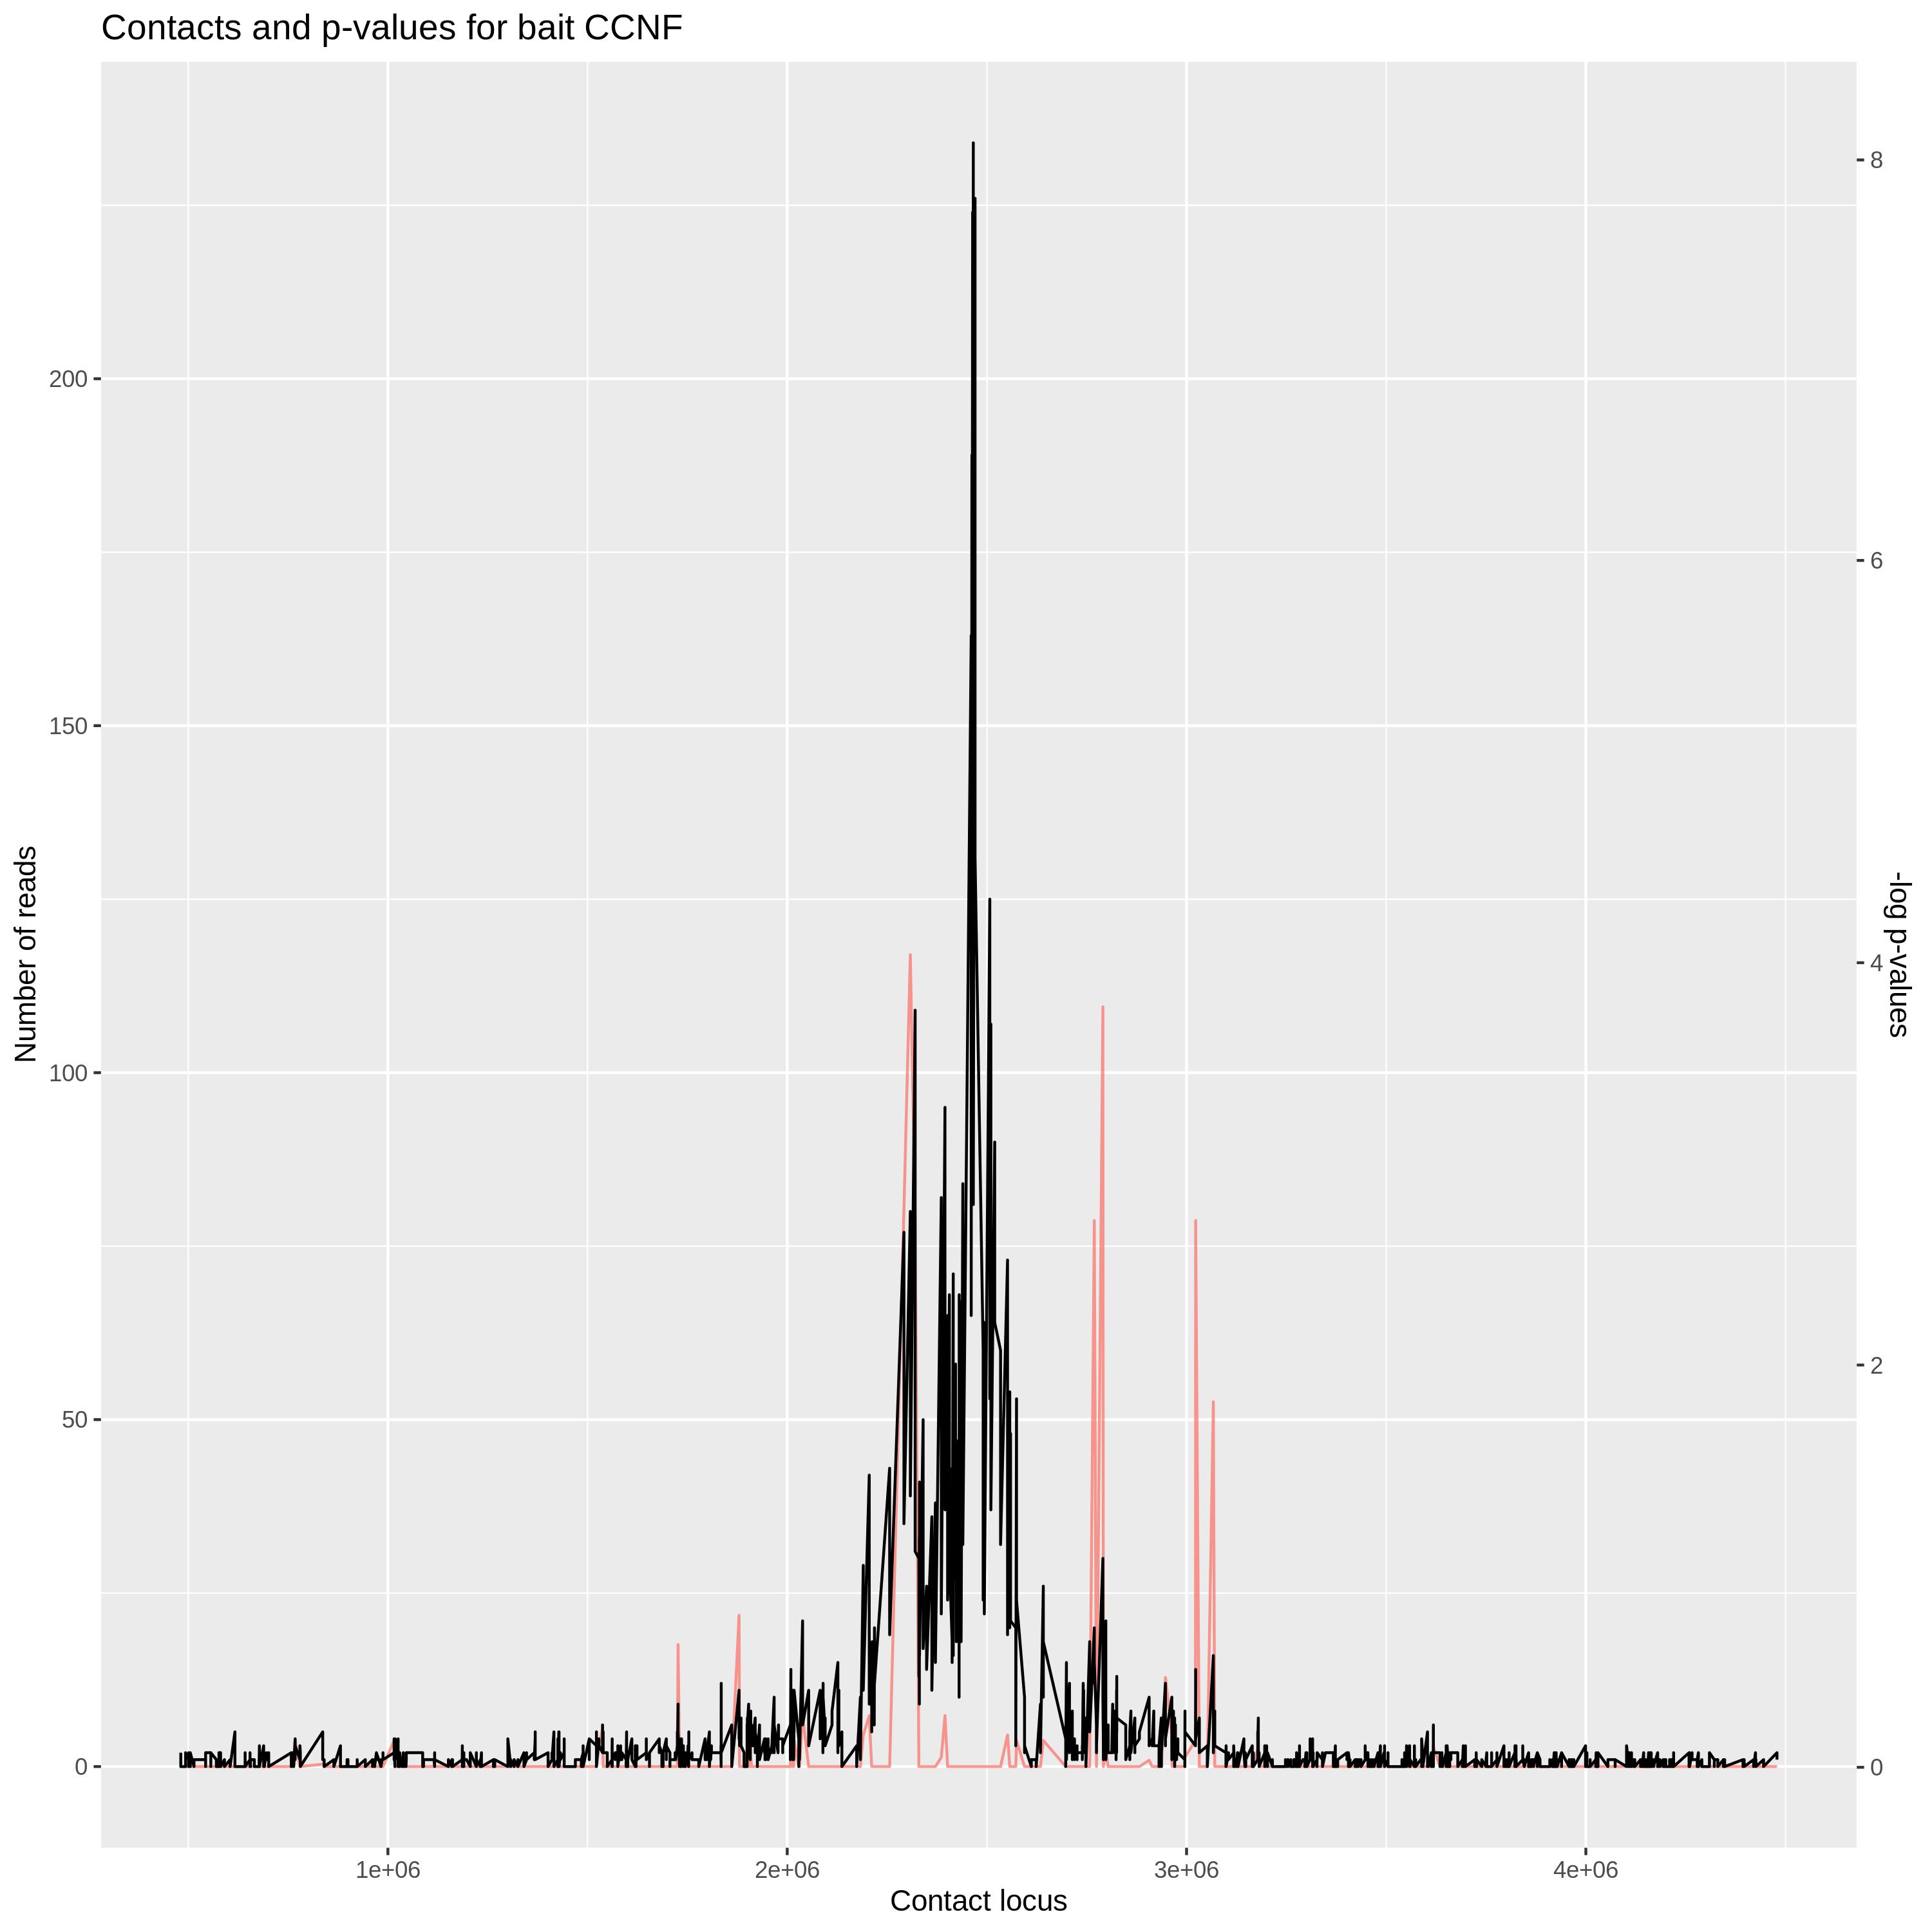 Contacts and p-values for bait CCNF
Number of reads
200
150
100
50
0
8
6
4
2
0
-log p-values
1e+06
2e+06
3e+06
4e+06
Contact locus